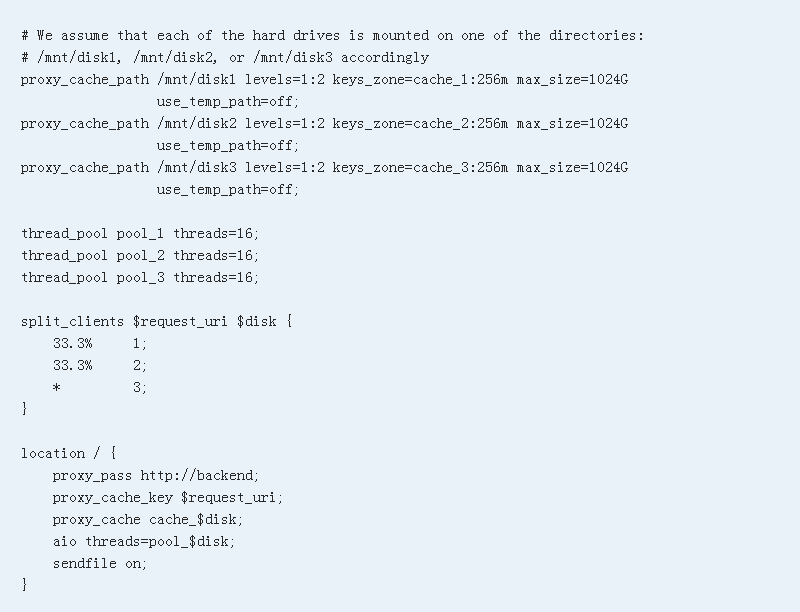 # We assume that each of the hard drives is mounted on one of the directories:
# /mnt/disk1, /mnt/disk2, or /mnt/disk3 accordingly
proxy_cache_path /mnt/disk1 levels=1:2 keys_zone=cache_1:256m max_size=1024G
                 use_temp_path=off;
proxy_cache_path /mnt/disk2 levels=1:2 keys_zone=cache_2:256m max_size=1024G
                 use_temp_path=off;
proxy_cache_path /mnt/disk3 levels=1:2 keys_zone=cache_3:256m max_size=1024G
                 use_temp_path=off;

thread_pool pool_1 threads=16;
thread_pool pool_2 threads=16;
thread_pool pool_3 threads=16;

split_clients $request_uri $disk {
    33.3%     1;
    33.3%     2;
    *         3;
}

location / {
    proxy_pass http://backend;
    proxy_cache_key $request_uri;
    proxy_cache cache_$disk;
    aio threads=pool_$disk;
    sendfile on;
}